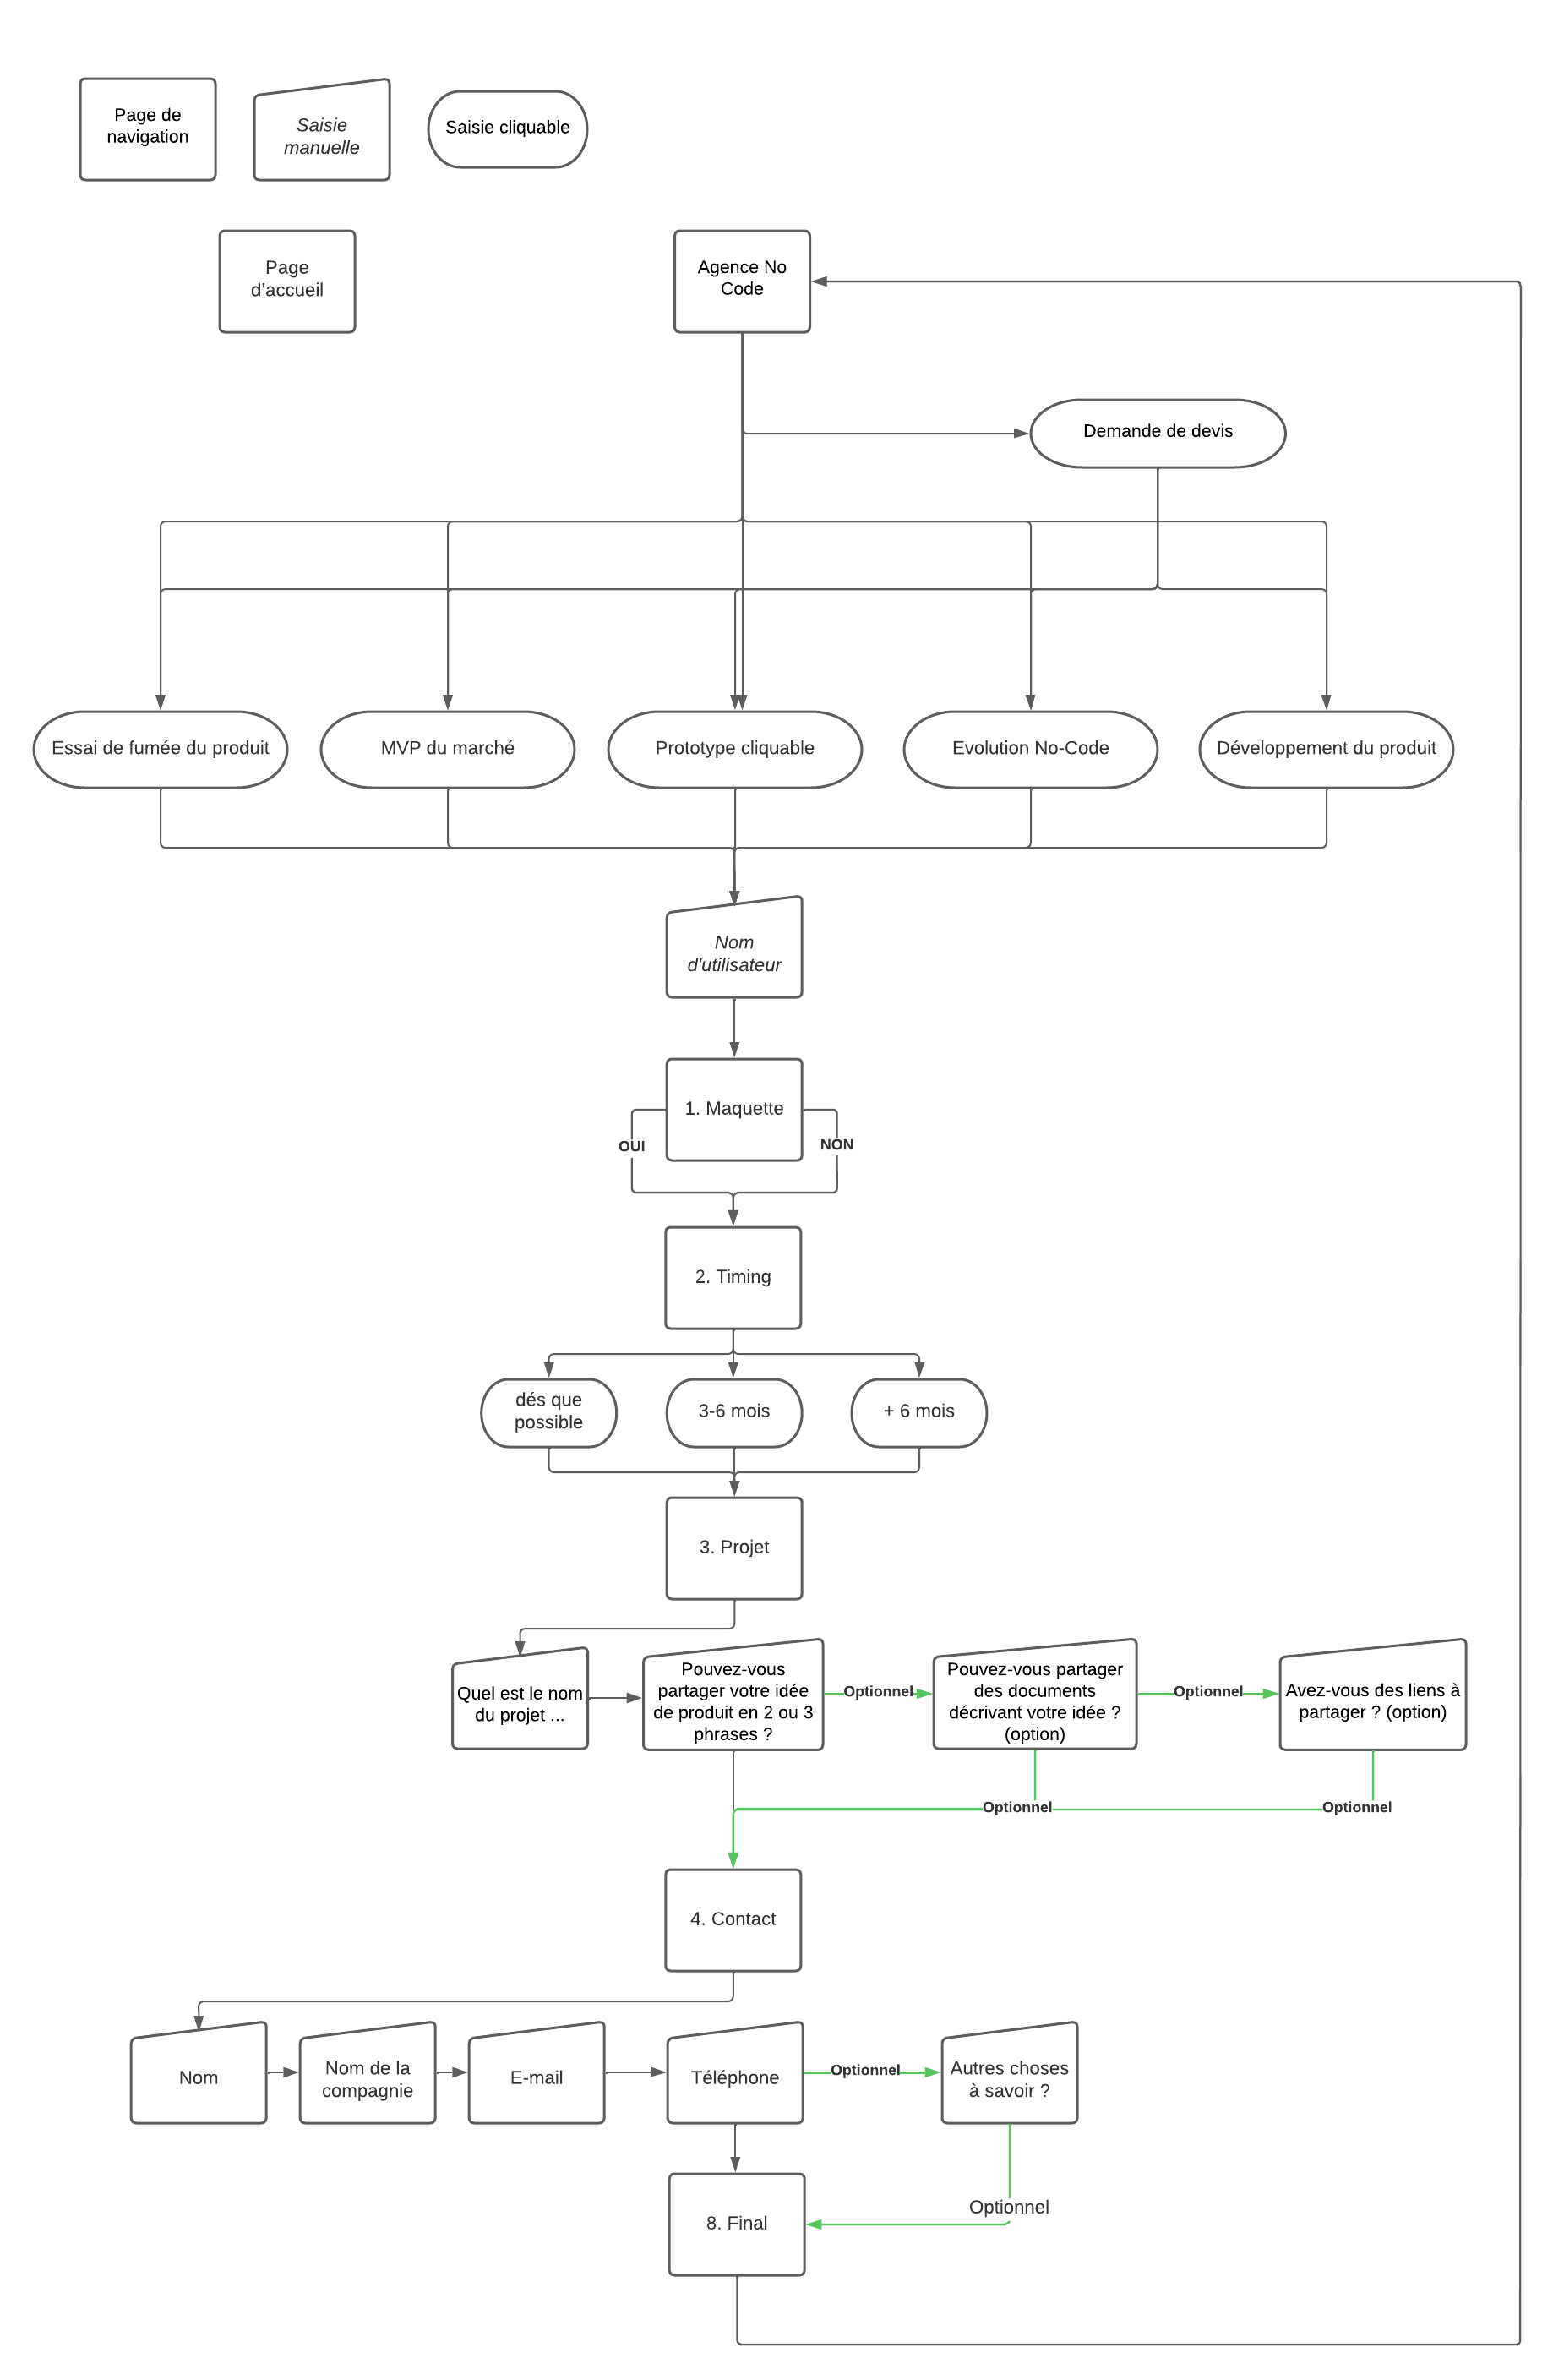 Page de
navigation
Saisie
manuelle
Saisie cliquable
Page
d'accueil
Agence No
Code
Demande de devis
Essai de fumée du produit
MVP du marché
Prototype cliquable
Evolution No-Code
Développement du produit
Nom
d'utilisateur
1. Maquette
OUI
NON
2. Timing
dés que
possible
3-6 mois
+ 6 mois
3. Projet
Quel est le nom
du projet ...
Pouvez-vous
partager votre idée
de produit en 2 ou 3
phrases ?
Optionnel
Pouvez-vous partager
des documents
décrivant votre idée ?
(option)
Optionnel
Avez-vous des liens à
partager ? (option)
Optionnel
Optionnel
4. Contact
Nom
Nom de la
compagnie
E-mail
Téléphone
Optionnel
Autres choses
à savoir ?
Optionnel
8. Final